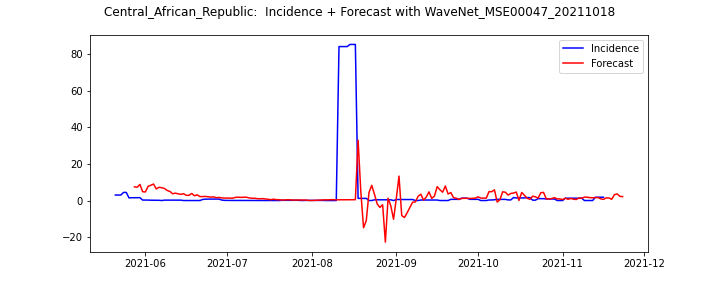 Central_African_Republic:  Incidence + Forecast with WaveNet_MSE00047_20211018
Incidence
Forecast
80
60
40
20
0
−20
2021-06 2021-07 2021-08 2021-09 2021-10 2021-11 2021-12